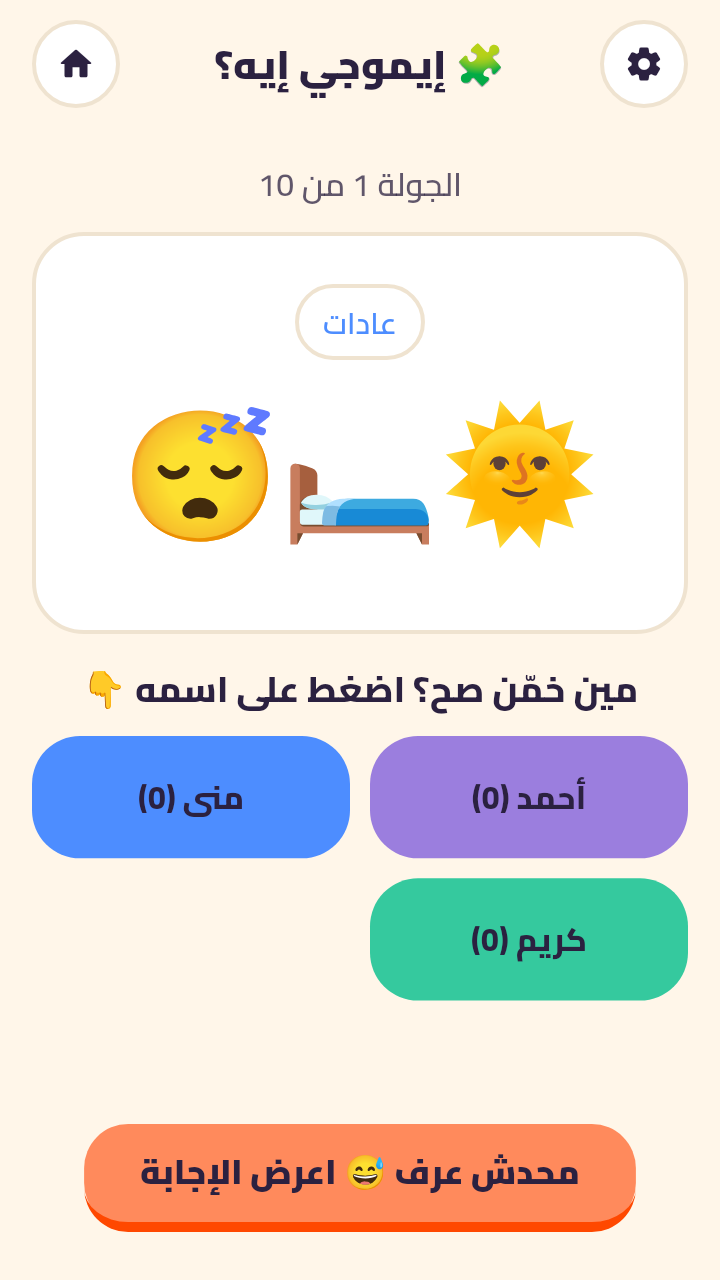 🧩 إيموجي إيه؟
الجولة 1 من 10
عادات
مين خمّن صح؟ اضغط على اسمه 👇
أحمد (0)
منى (0)
كريم (0)
محدش عرف 😅 اعرض الإجابة